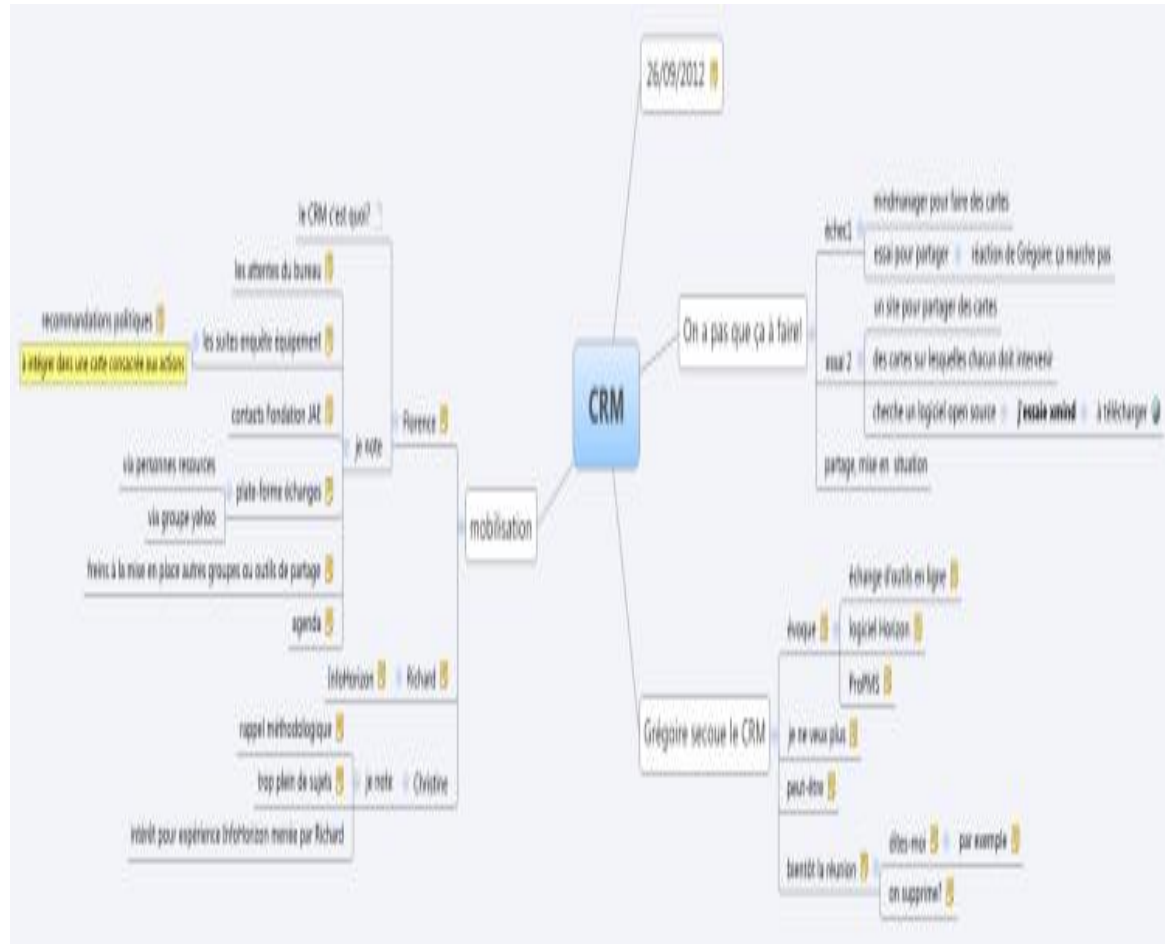 CRM
26/09/2012
On a pas que ça à faire!
échec1
mindmanager pour faire des cartes
essai pour partager
réaction de Grégoire: ça marche pas
essai 2
un site pour partager des cartes
des cartes sur lesquelles chacun doit intervenir
cherche un logiciel open source
j'essaie xmind
à télécharger
partage, mise en situation
Grégoire secoue le CRM
évoque
échange d'outils en ligne
logiciel Horizon
je ne veux plus
peut-être
bientôt la réunion
dîtes-moi
par exemple
on supprime?
mobilisation
Florence
le CRM c'est quoi?
je note
les attentes du bureau
les suites enquête équipement
recommandations politiques
à intégrer dans une carte concacrée aux actions
contacts Fondation JAE
plate-forme échanges
via personnes resources
via groupe yahoo
freins à la mise en place autres groupes ou outils de partage
agenda
Richard
InfoHorizon
Christine
je note
rappel méthodologique
trop plein de sujets
intérêt pour expérience InfoHorizon menée par Richard